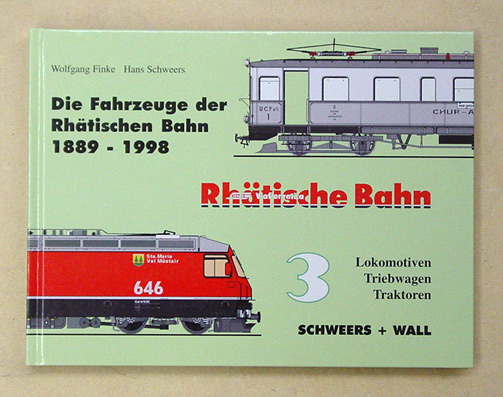 Wolfgang Finke Hans Schweers
Die Fahrzeuge der
Rhätischen Bahn
1889 - 1998
1
CHUR-A
Rhätische Bahn
Sta. Maria
Val Müstair
646
3
Lokomotiven
Triebwagen
Traktoren
SCHWEERS + WALL